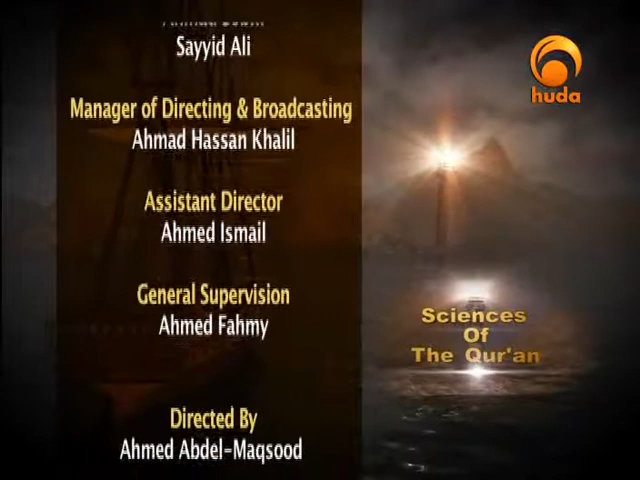 Sayyid Ali
Manager of Directing & Broadcasting
Ahmad Hassan Khalil
Assistant Director
Ahmed Ismail
General Supervision
Ahmed Fahmy
Directed By
Ahmed Abdel-Maqsood
huda
Sciences
Of
The Qur'an